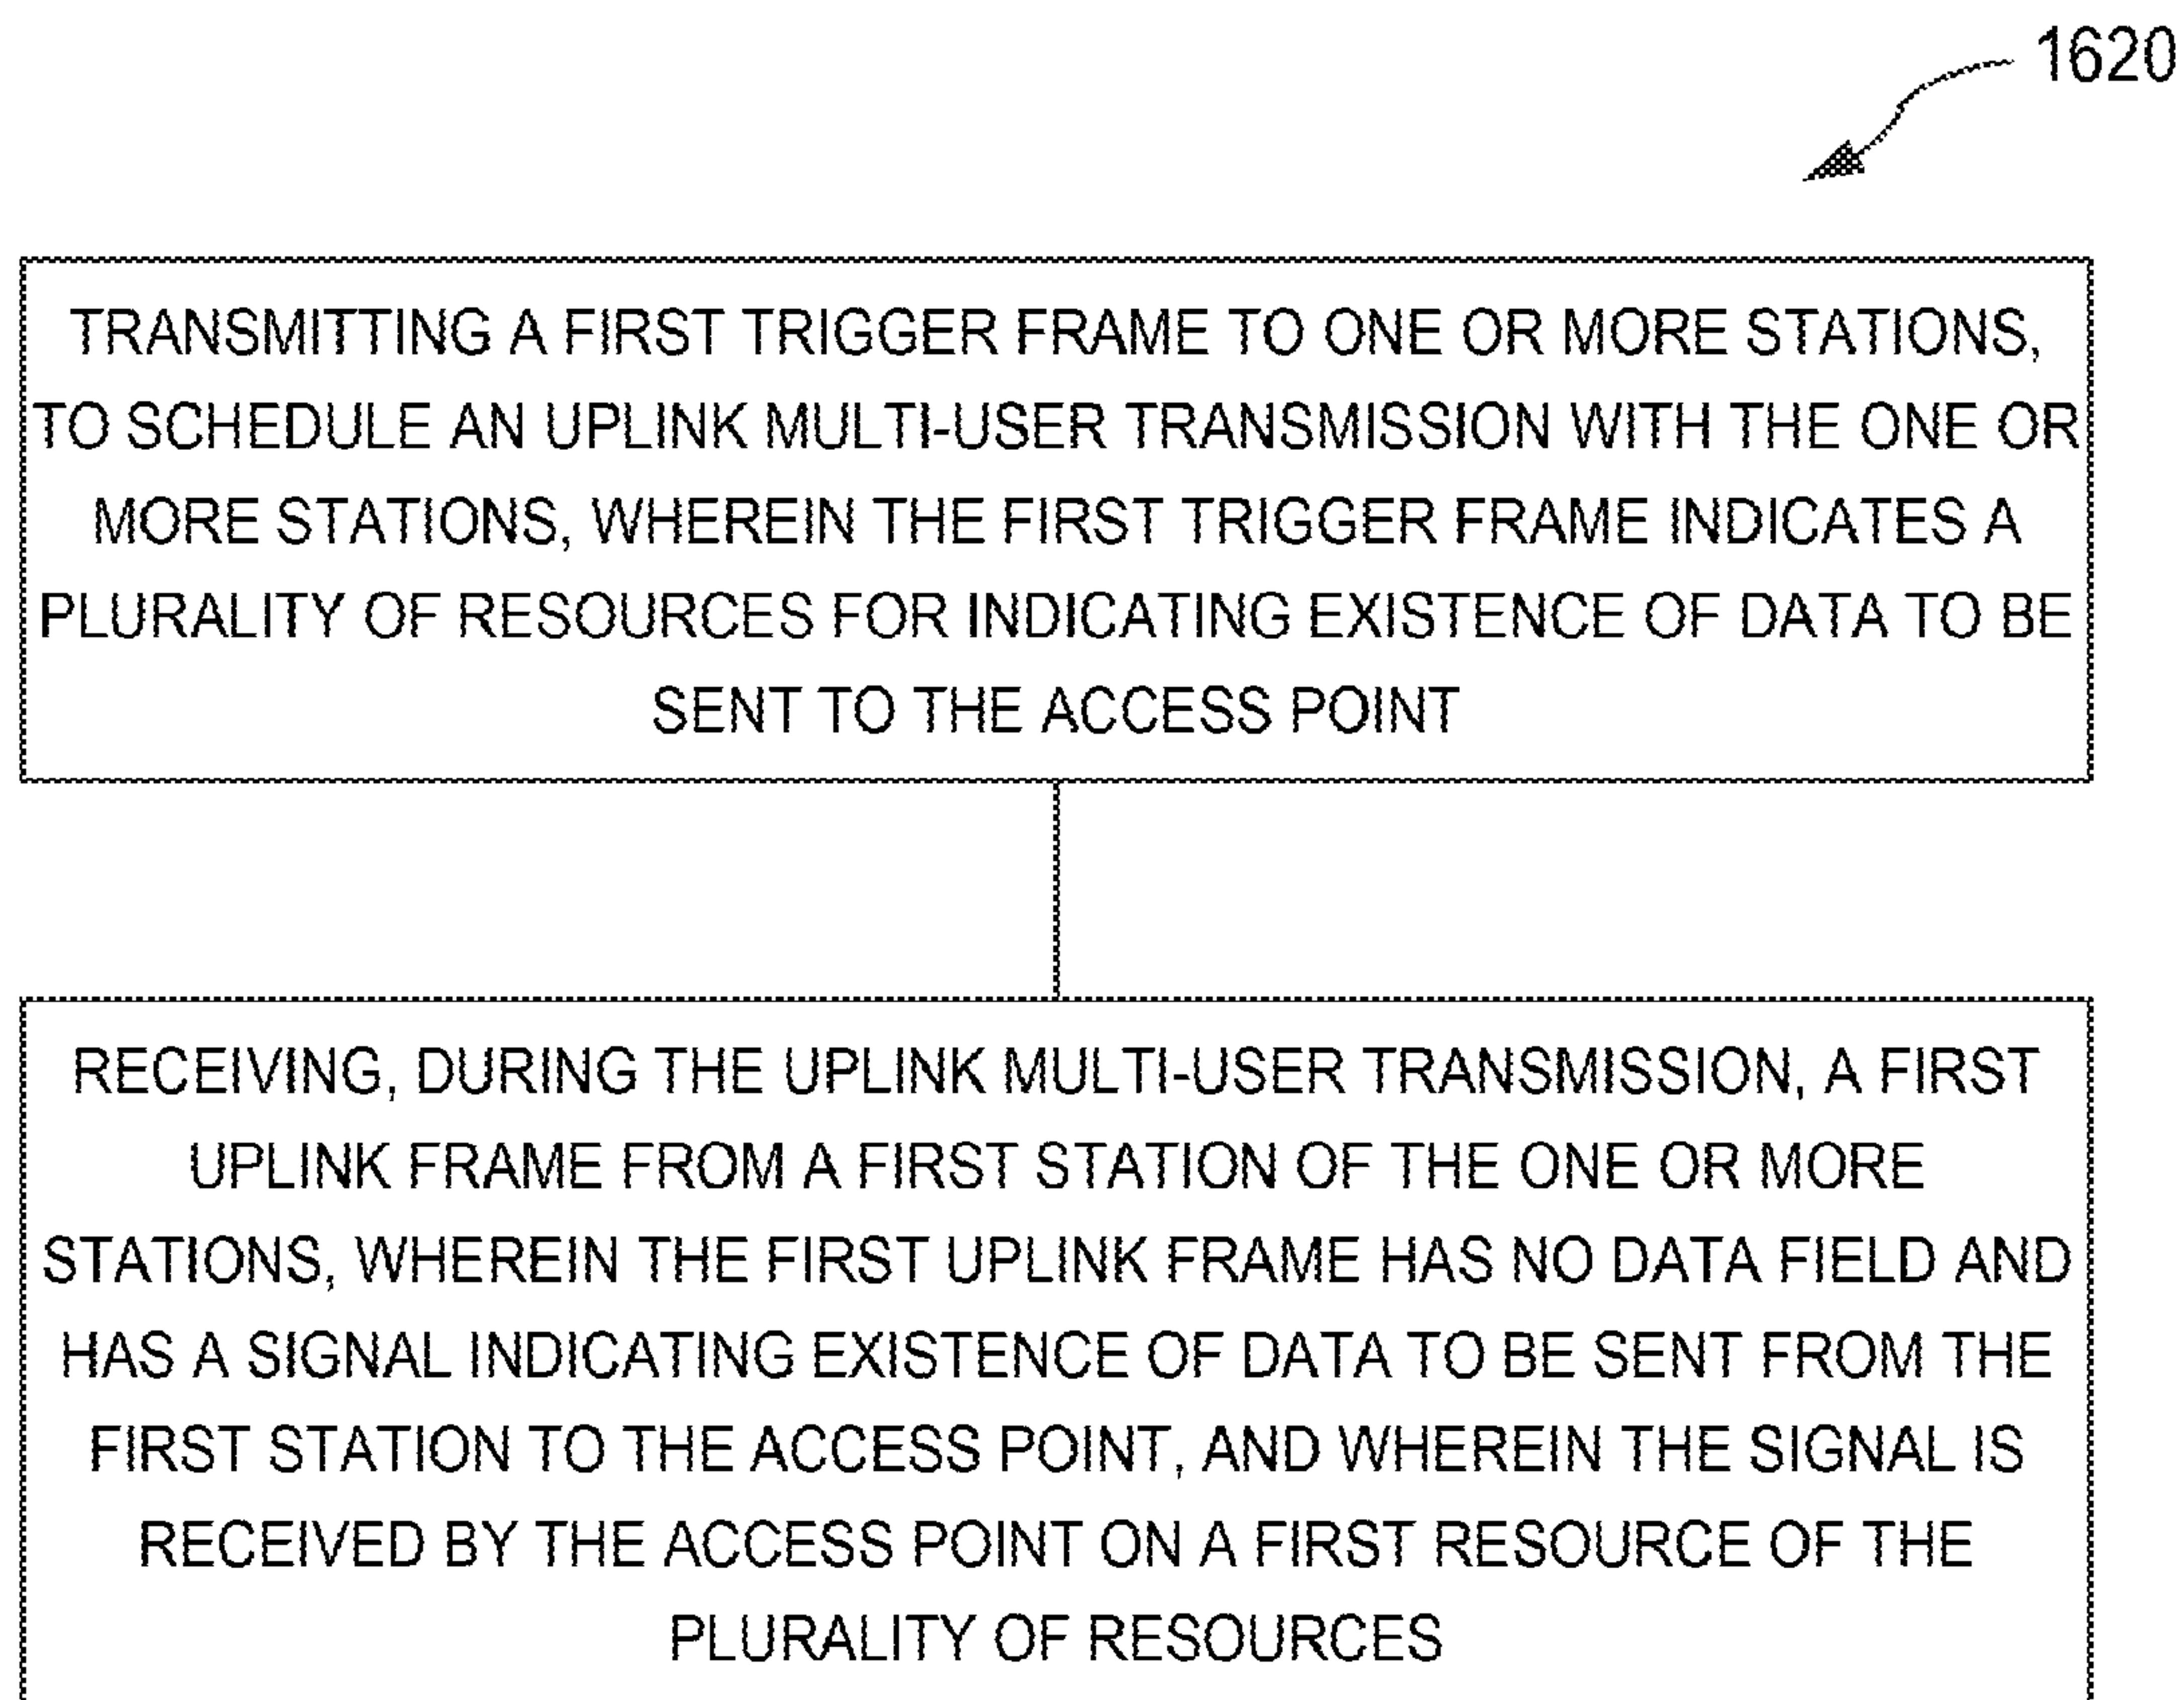 1620
TRANSMITTING A FIRST TRIGGER FRAME TO ONE OR MORE STATIONS,
TO SCHEDULE AN UPLINK MULTI-USER TRANSMISSION WITH THE ONE OR
MORE STATIONS, WHEREIN THE FIRST TRIGGER FRAME INDICATES A
PLURALITY OF RESOURCES FOR INDICATING EXISTENCE OF DATA TO BE
SENT TO THE ACCESS POINT
RECEIVING, DURING THE UPLINK MULTI-USER TRANSMISSION, A FIRST
UPLINK FRAME FROM A FIRST STATION OF THE ONE OR MORE
STATIONS, WHEREIN THE FIRST UPLINK FRAME HAS NO DATA FIELD AND
HAS A SIGNAL INDICATING EXISTENCE OF DATA TO BE SENT FROM THE
FIRST STATION TO THE ACCESS POINT, AND WHEREIN THE SIGNAL IS
RECEIVED BY THE ACCESS POINT ON A FIRST RESOURCE OF THE
PLURALITY OF RESOURCES